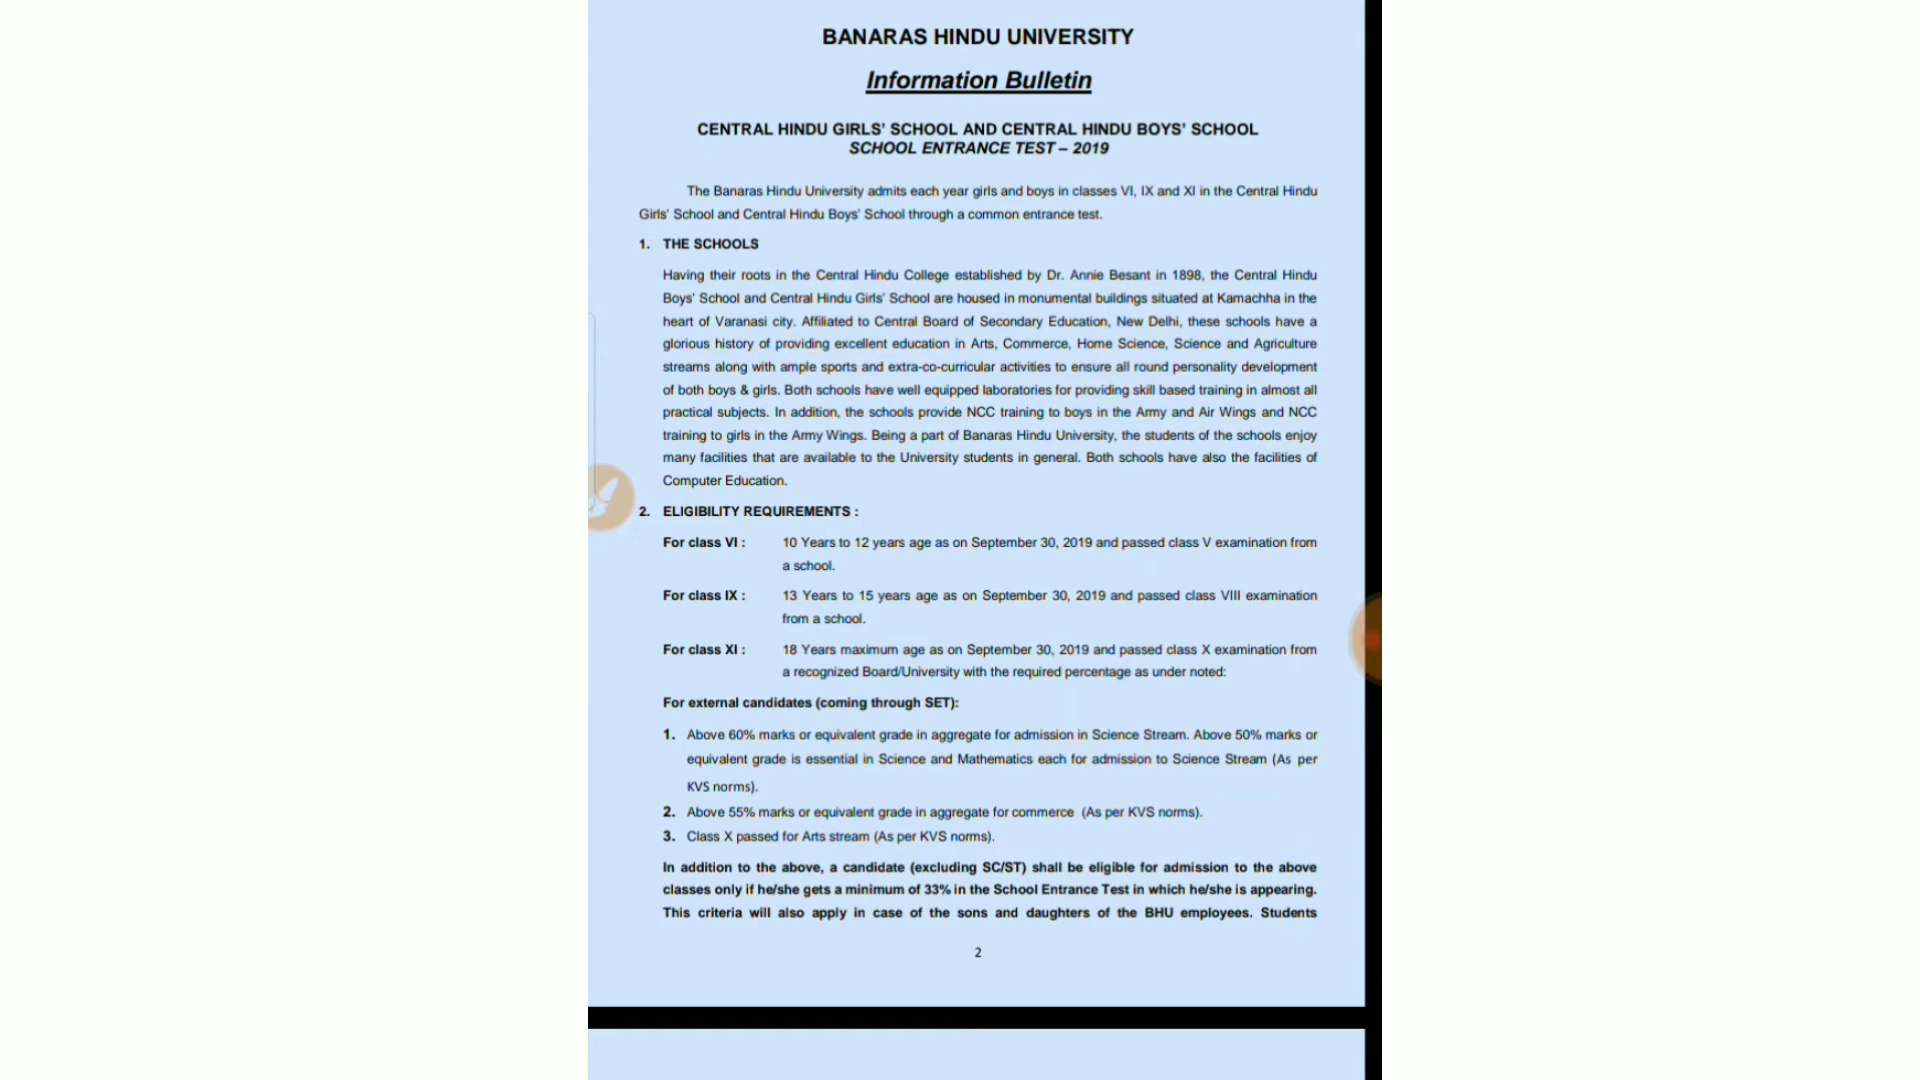 BANARAS HINDU UNIVERSITY
Information Bulletin
CENTRAL HINDU GIRLS' SCHOOL AND CENTRAL HINDU BOYS' SCHOOL
SCHOOL ENTRANCE TEST – 2019
The Banaras Hindu University admits each year girls and boys in classes VI, IX and XI in the Central Hindu
Girls' School and Central Hindu Boys' School through a common entrance test.
1. THE SCHOOLS
Having their roots in the Central Hindu College established by Dr. Annie Besant in 1898, the Central Hindu
Boys' School and Central Hindu Girls' School are housed in monumental buildings situated at Kamachha in the
heart of Varanasi city. Affiliated to Central Board of Secondary Education, New Delhi, these schools have a
glorious history of providing excellent education in Arts, Commerce, Home Science, Science and Agriculture
streams along with ample sports and extra-co-curricular activities to ensure all round personality development
of both boys & girls. Both schools have well equipped laboratories for providing skill based training in almost all
practical subjects. In addition, the schools provide NCC training to boys in the Army and Air Wings and NCC
training to girls in the Army Wings. Being a part of Banaras Hindu University, the students of the schools enjoy
many facilities that are available to the University students in general. Both schools have also the facilities of
Computer Education.
2. ELIGIBILITY REQUIREMENTS :
For class VI : 10 Years to 12 years age as on September 30, 2019 and passed class V examination from
a school.
For class IX : 13 Years to 15 years age as on September 30, 2019 and passed class VIII examination
from a school.
For class XI : 18 Years maximum age as on September 30, 2019 and passed class X examination from
a recognized Board/University with the required percentage as under noted:
For external candidates (coming through SET):
1. Above 60% marks or equivalent grade in aggregate for admission in Science Stream. Above 50% marks or
equivalent grade is essential in Science and Mathematics each for admission to Science Stream (As per
KVS norms).
2. Above 55% marks or equivalent grade in aggregate for commerce (As per KVS norms).
3. Class X passed for Arts stream (As per KVS norms).
In addition to the above, a candidate (excluding SC/ST) shall be eligible for admission to the above
classes only if he/she gets a minimum of 33% in the School Entrance Test in which he/she is appearing.
This criteria will also apply in case of the sons and daughters of the BHU employees. Students
2